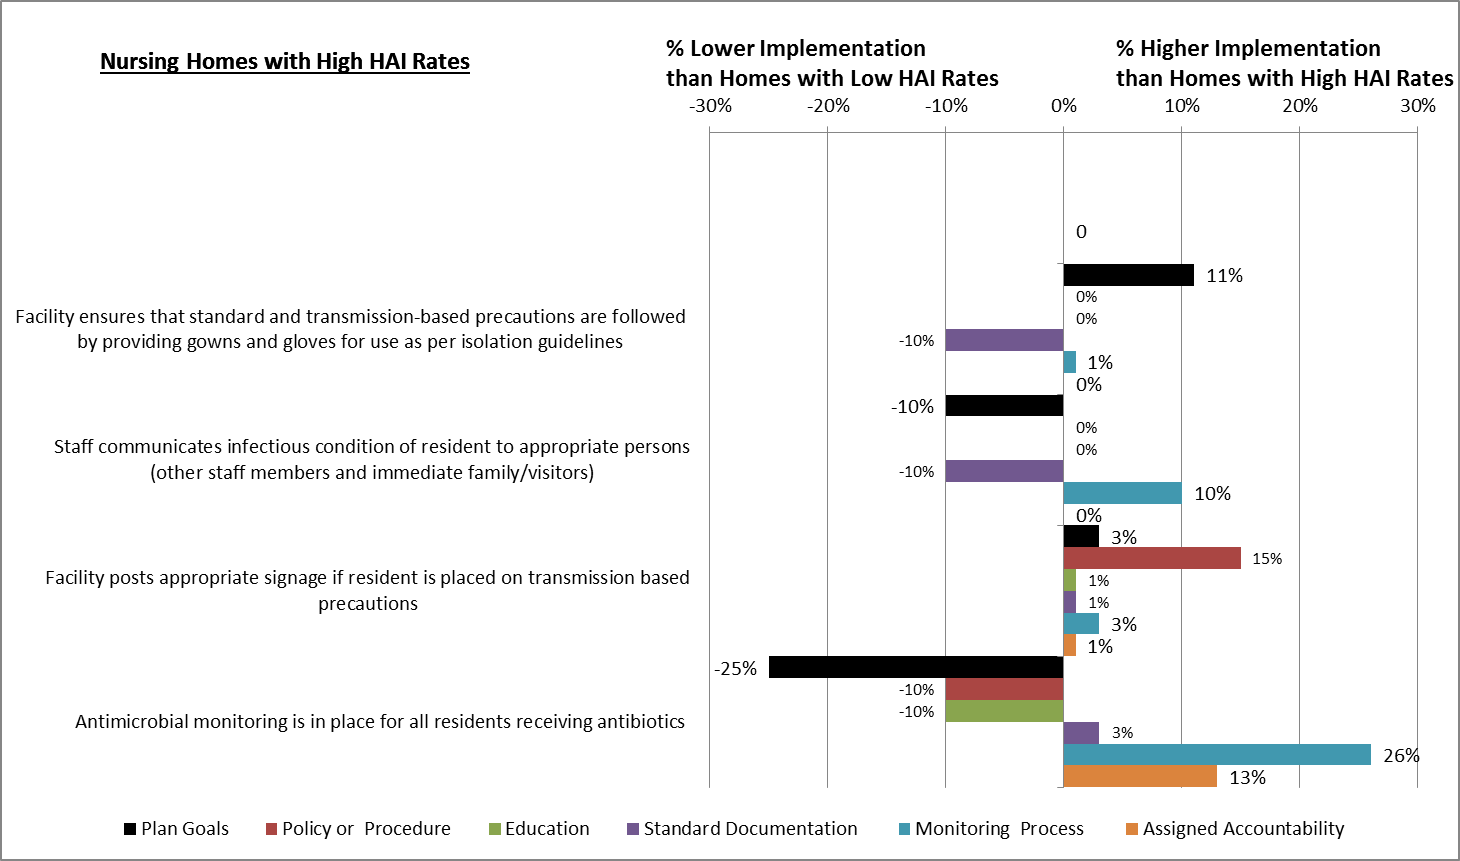 Nursing Homes with High HAI Rates
% Lower Implementation
than Homes with Low HAI Rates
% Higher Implementation
than Homes with High HAI Rates
-30% -20% -10% 0% 10% 20% 30%
0
11%
0%
0%
Facility ensures that standard and transmission-based precautions are followed
by providing gowns and gloves for use as per isolation guidelines
-10%
1%
0%
-10%
0%
0%
Staff communicates infectious condition of resident to appropriate persons
(other staff members and immediate family/visitors)
-10%
10%
0%
3%
15%
Facility posts appropriate signage if resident is placed on transmission based
precautions
1%
1%
3%
1%
-25%
-10%
-10%
Antimicrobial monitoring is in place for all residents receiving antibiotics
3%
26%
13%
Plan Goals Policy or Procedure Education Standard Documentation Monitoring Process Assigned Accountability